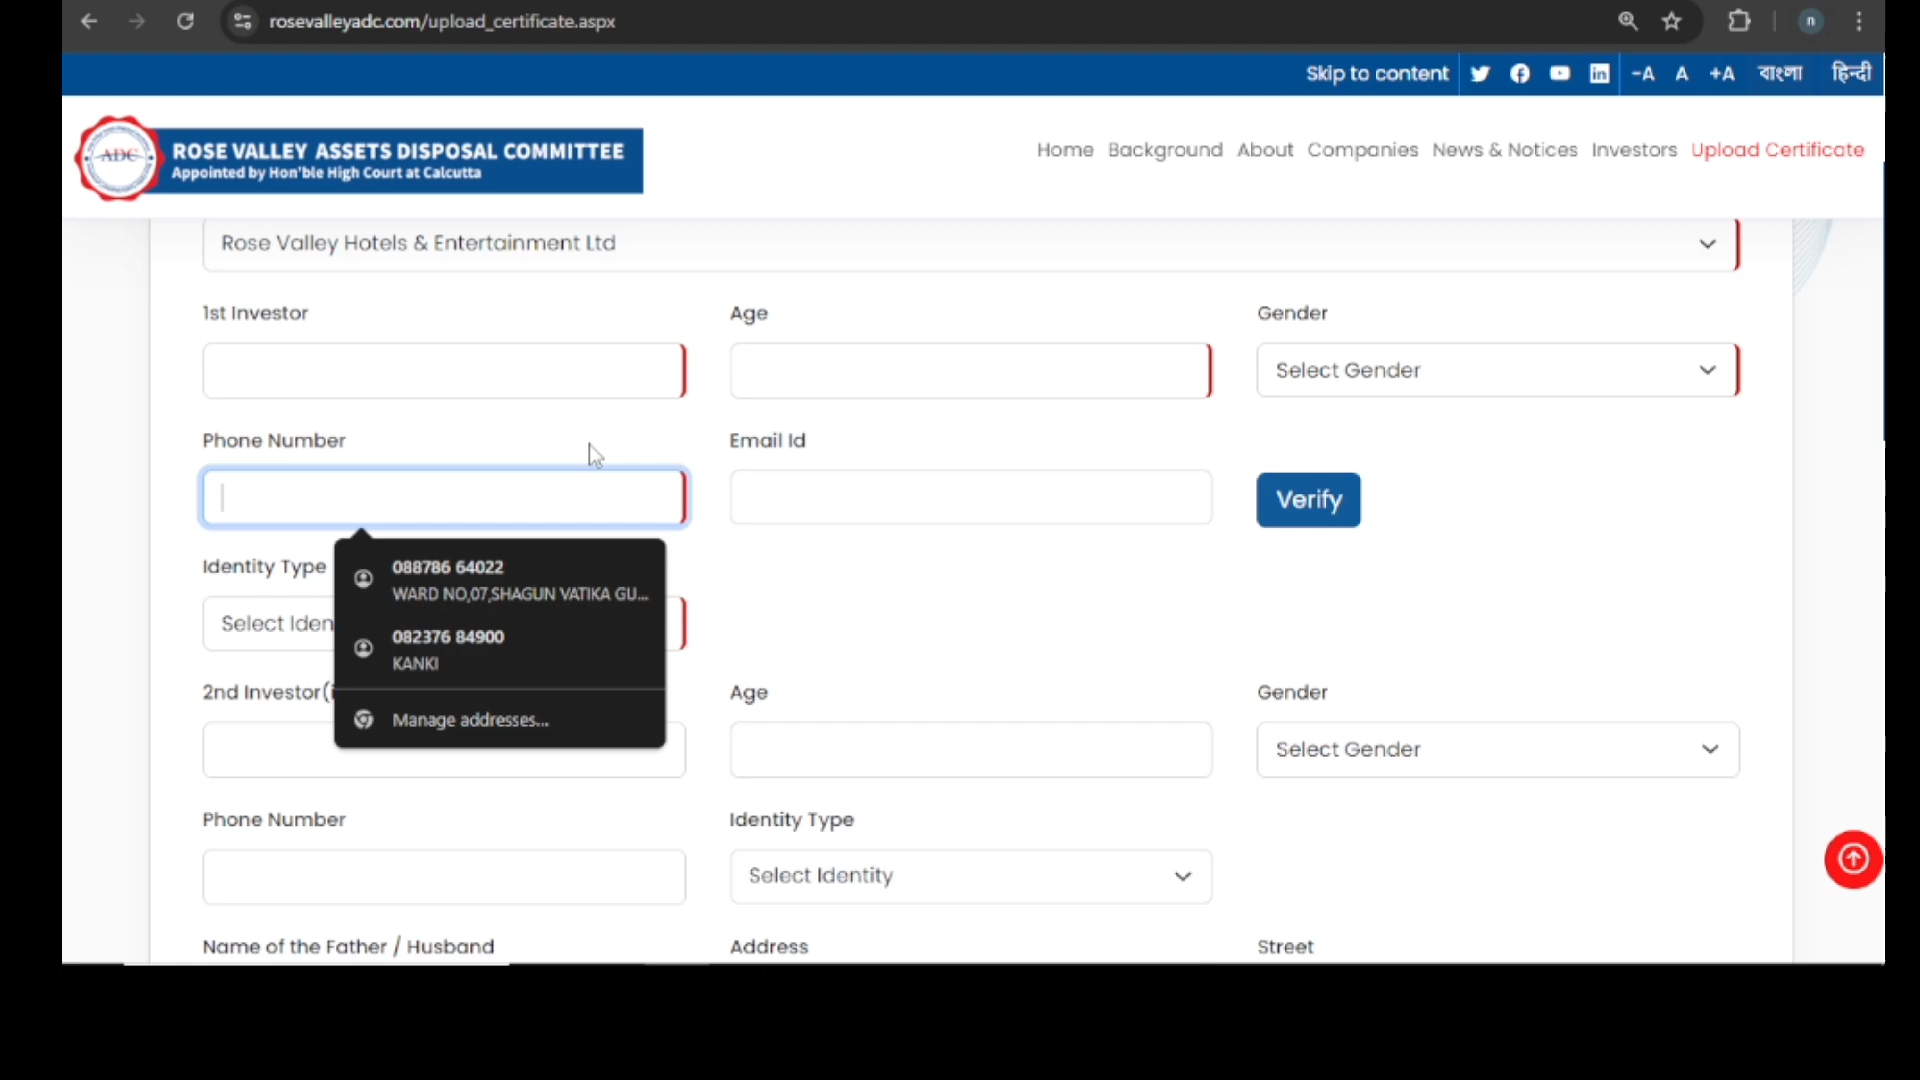 rosevalleyadc.com/upload_certificate.aspx
n
Skip to content
-A A +A বাংলা हिन्दी
ADC
ROSE VALLEY ASSETS DISPOSAL COMMITTEE
Appointed by Hon'ble High Court at Calcutta
Home Background About Companies News & Notices Investors Upload Certificate
Rose Valley Hotels & Entertainment Ltd
1st Investor Age Gender
Select Gender
Phone Number Email Id
Verify
Identity Type
Select Iden
088786 64022
WARD NO,07,SHAGUN VATIKA GU...
082376 84900
KANKI
Manage addresses...
2nd Investor(i Age Gender
Select Gender
Phone Number Identity Type
Select Identity
Name of the Father / Husband Address Street